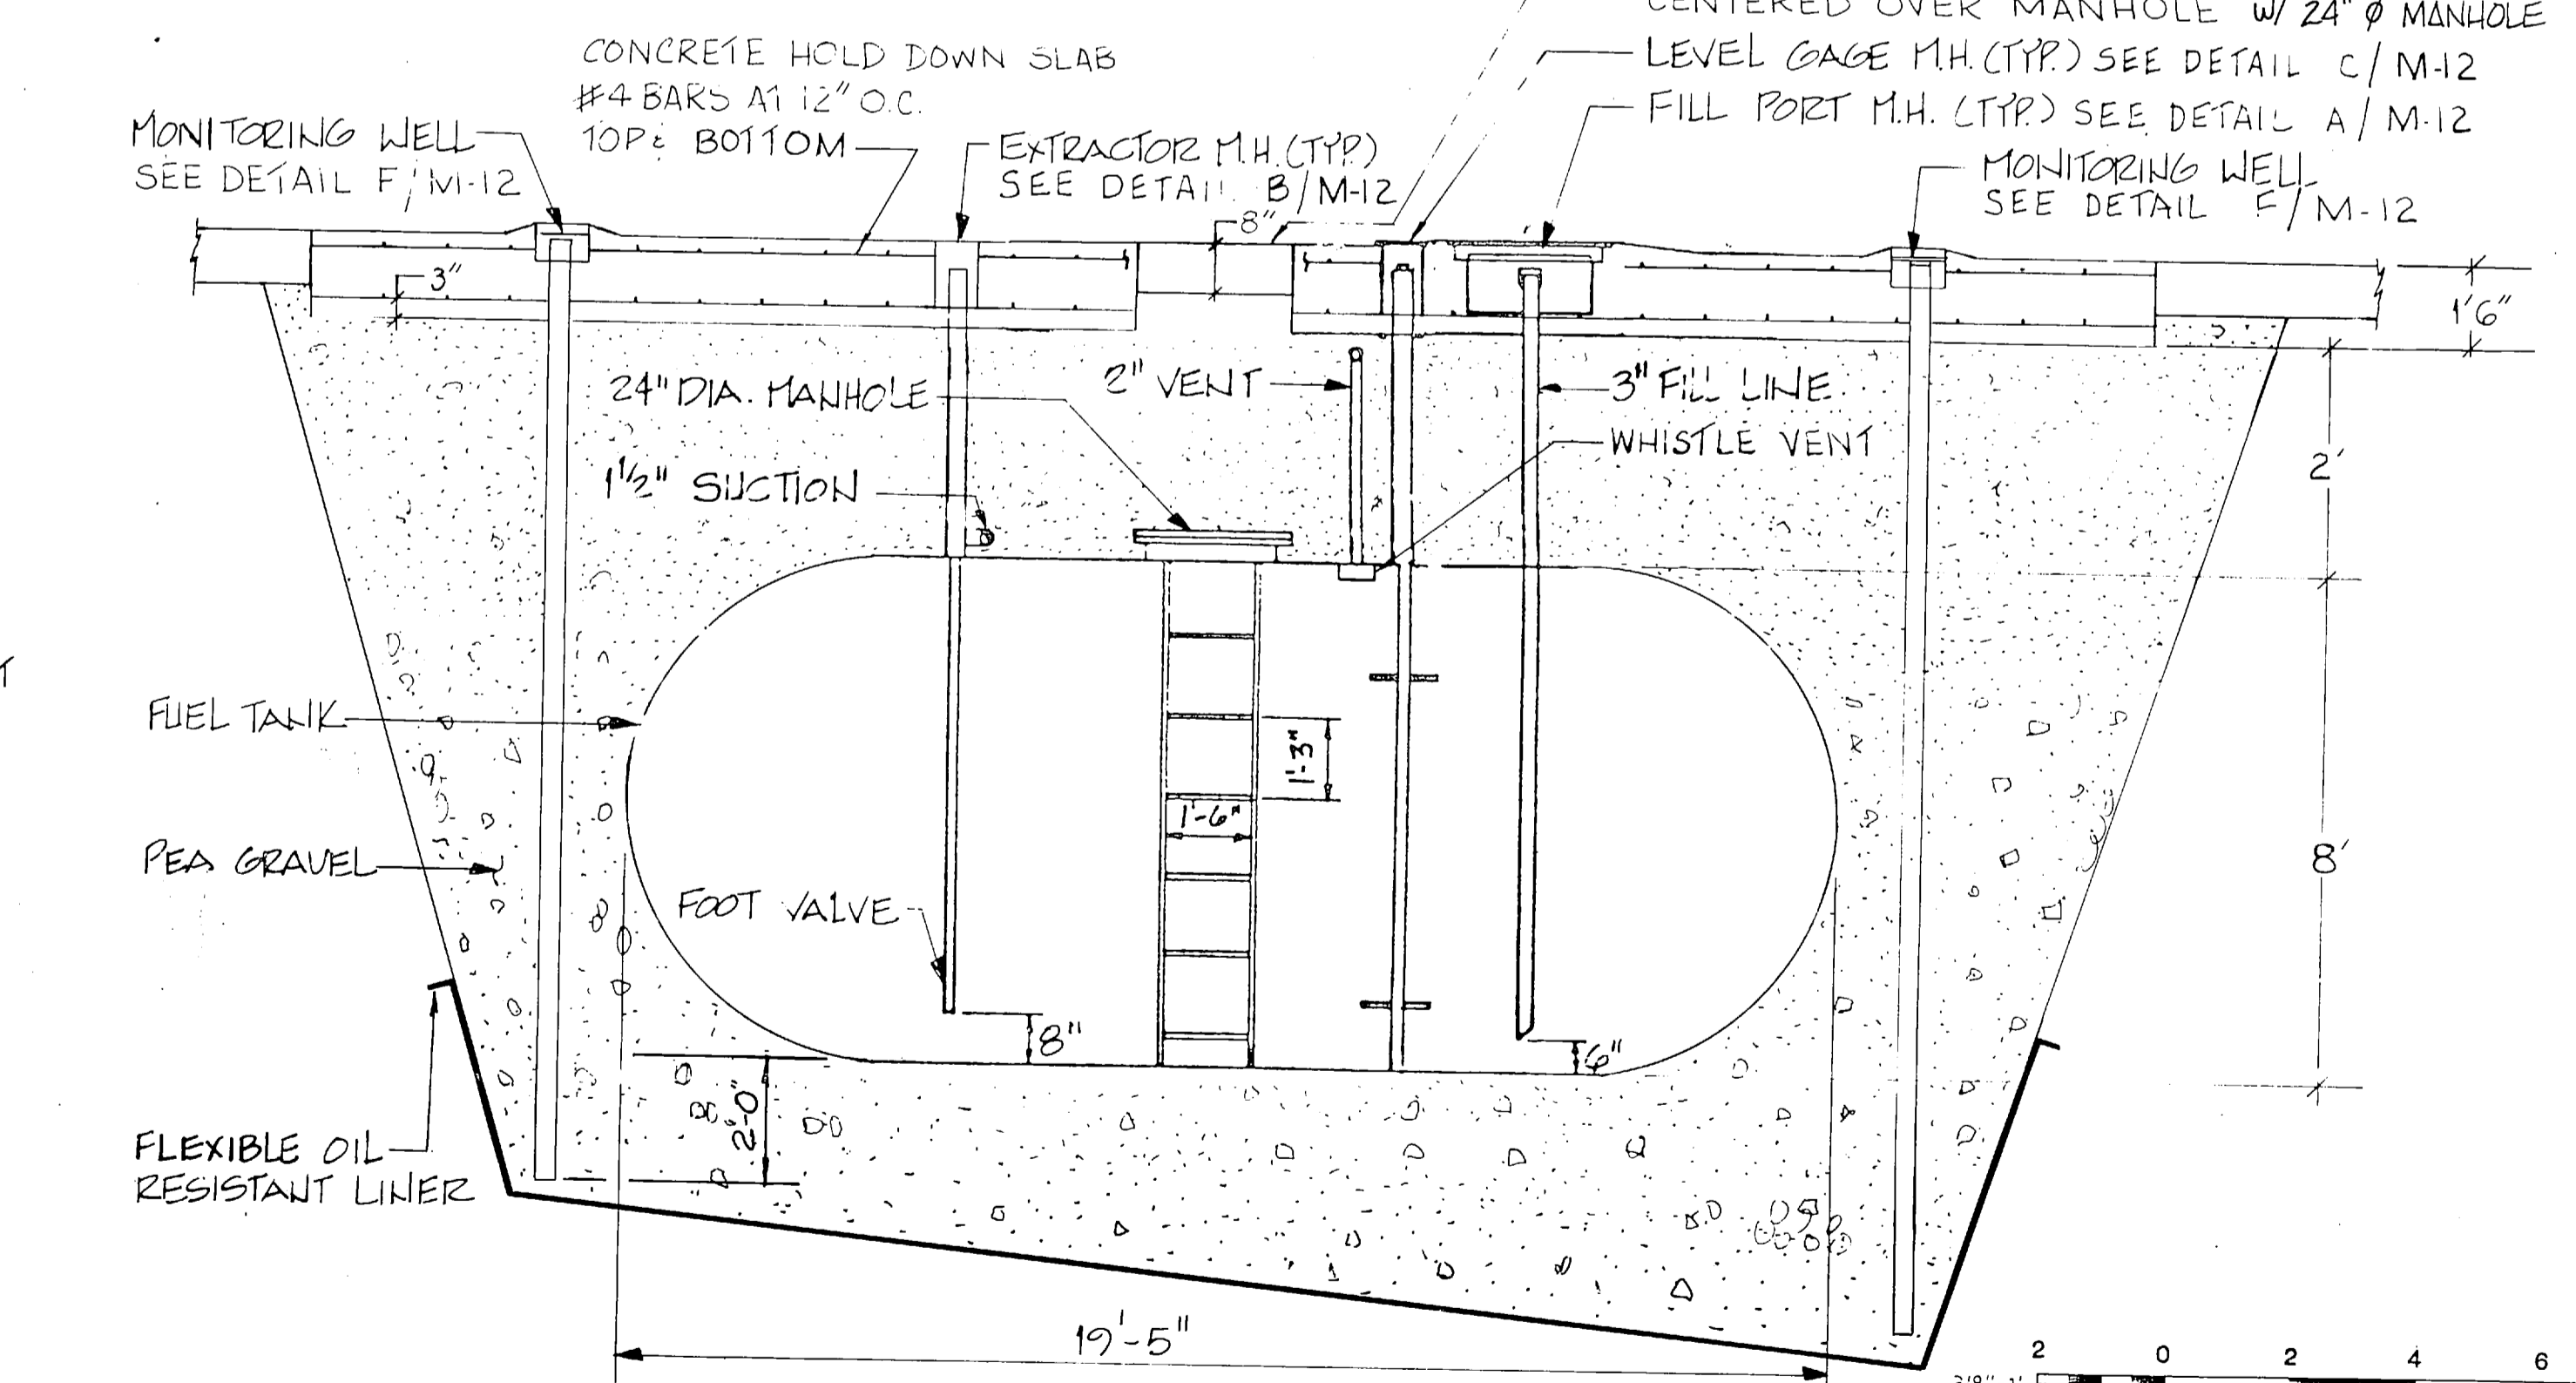 CENTERED OVER MANHOLE W/ 24" Ø MANHOLE
LEVEL GAGE M.H. (TYP.) SEE DETAIL C/M-12
FILL PORT M.H. (TYP.) SEE DETAIL A/M-12
MONITORING WELL
SEE DETAIL F/M-12
CONCRETE HOLD DOWN SLAB
#4 BARS AT 12" O.C.
TOP & BOTTOM
MONITORING WELL
SEE DETAIL F/M-12
EXTRACTOR M.H. (TYP.)
SEE DETAIL B/M-12
8"
3"
1'6"
24" DIA. MANHOLE
2" VENT
3" FILL LINE
WHISTLE VENT
1 1/2" SUCTION
2'
T
FUEL TANK
1'-3"
1'-6"
8'
PEA GRAVEL
FOOT VALVE
8"
6"
2'-0"
FLEXIBLE OIL
RESISTANT LINER
19'-5"
2 0 2 4 6